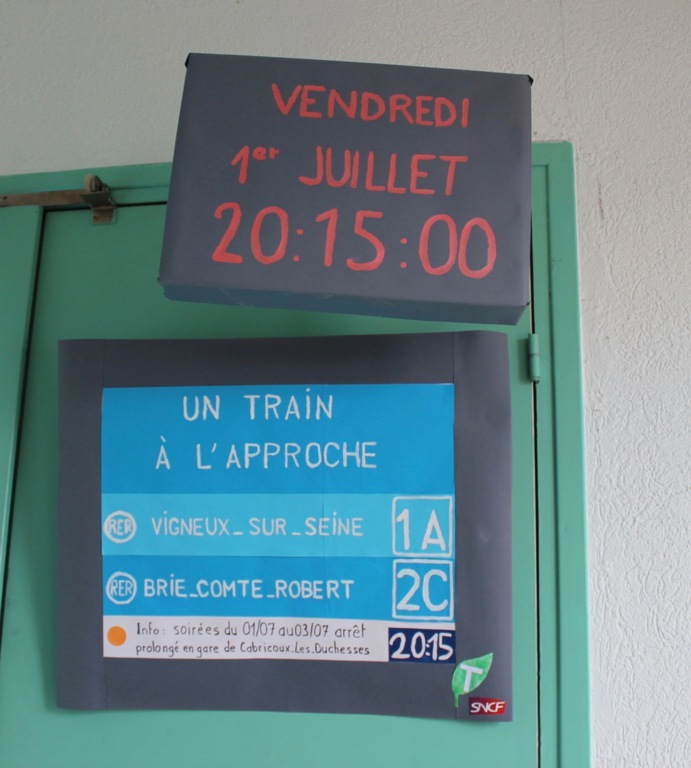 VENDREDI
1er JUILLET
20:15:00
UN TRAIN
À L'APPROCHE
RER VIGNEUX_SUR_SEINE 1A
RER BRIE_COMTE_ROBERT 2C
Info: soirées du 01/07 au 03/07 arrêt
prolongé en gare de Cabricoux_Les_Duchesses
20:15
T
SNCF